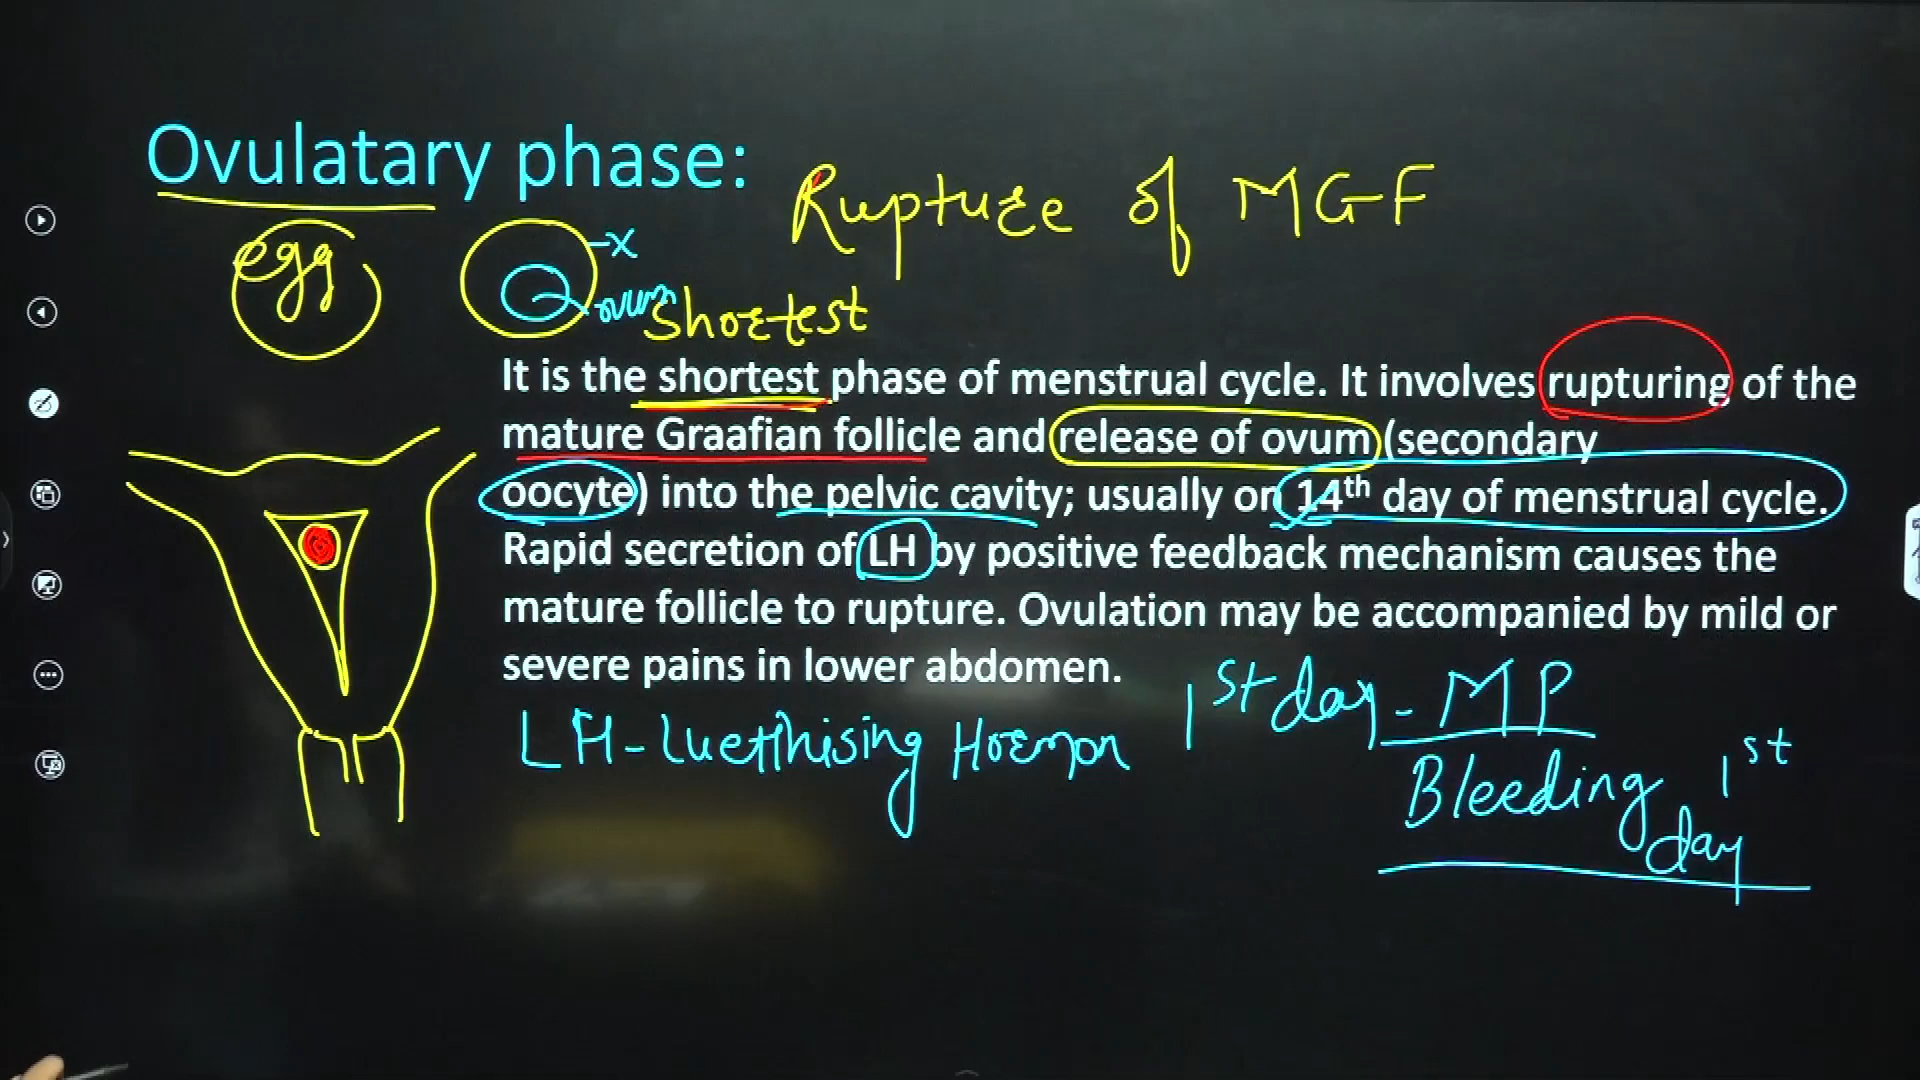 Ovulatary phase:
Rupture of MGF
egg
x
ovum
Shortest
It is the shortest phase of menstrual cycle. It involves rupturing of the
mature Graafian follicle and release of ovum (secondary
oocyte) into the pelvic cavity; usually on 14th day of menstrual cycle.
Rapid secretion of LH by positive feedback mechanism causes the
mature follicle to rupture. Ovulation may be accompanied by mild or
severe pains in lower abdomen.
1st day - MP
LH - Luetihising Hormon
Bleeding 1st
day